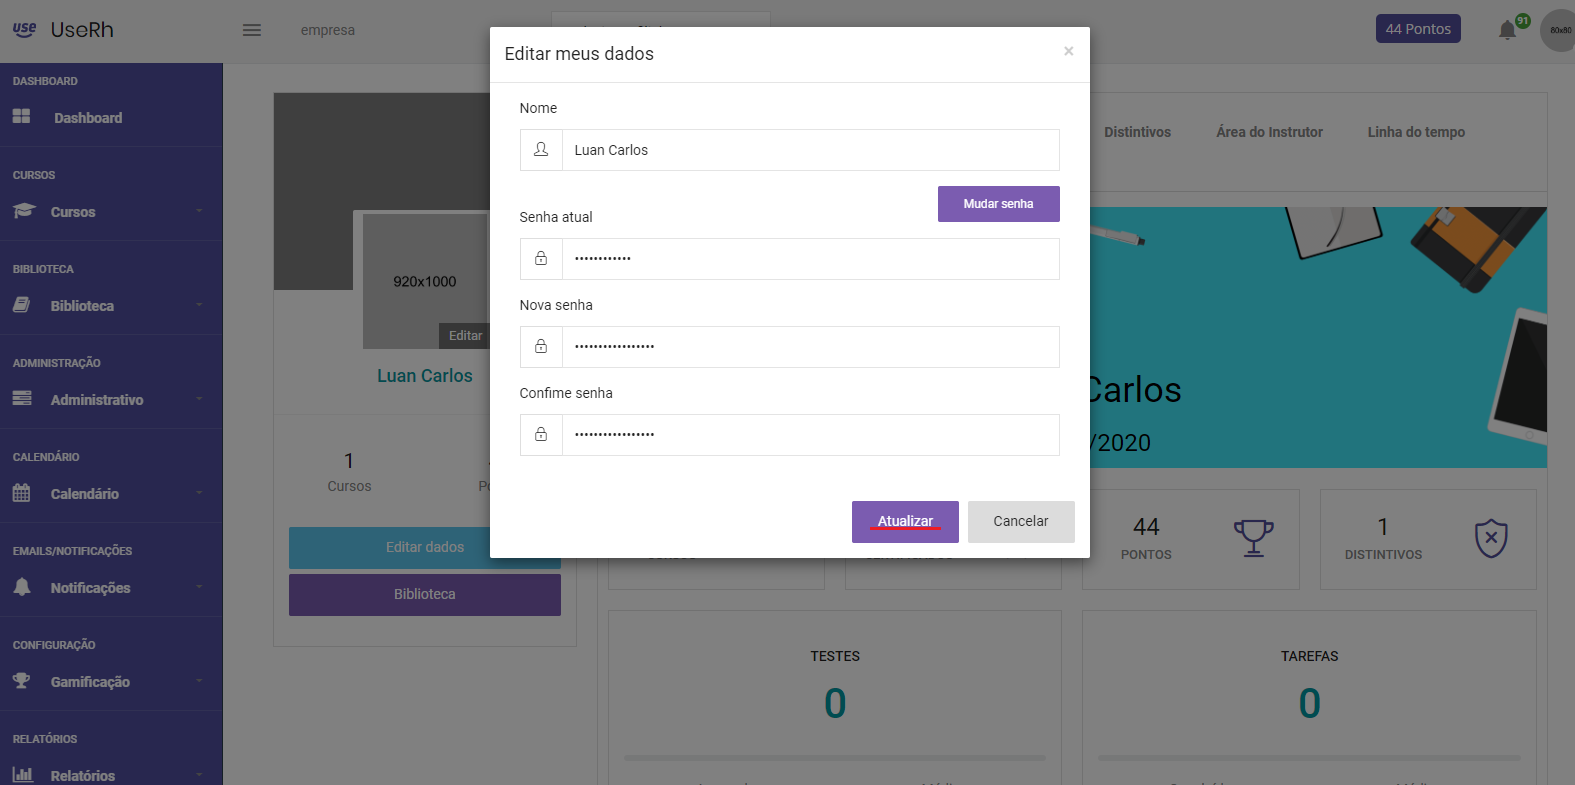 use UseRh
empresa
44 Pontos
91
80x80
DASHBOARD
Dashboard
CURSOS
Cursos
BIBLIOTECA
Biblioteca
ADMINISTRAÇÃO
Administrativo
CALENDÁRIO
Calendário
EMAILS/NOTIFICAÇÕES
Notificações
CONFIGURAÇÃO
Gamificação
RELATÓRIOS
Relatórios
920x1000
Editar
Luan Carlos
1
Cursos
Editar dados
Biblioteca
Editar meus dados
×
Nome
Luan Carlos
Mudar senha
Senha atual
••••••••••••
Nova senha
•••••••••••••••••
Confime senha
•••••••••••••••••
Atualizar
Cancelar
Distintivos
Área do Instrutor
Linha do tempo
Carlos
/2020
44
PONTOS
1
DISTINTIVOS
TESTES
0
TAREFAS
0